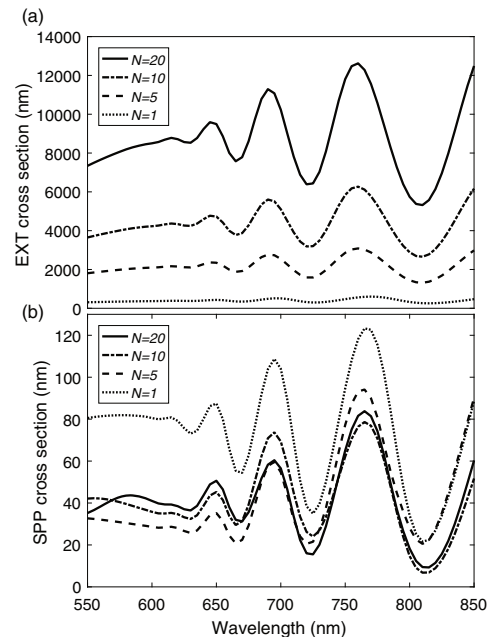 (a)
EXT cross section (nm)
14000
12000
10000
8000
6000
4000
2000
0
N=20
N=10
N=5
N=1
(b)
SPP cross section (nm)
120
100
80
60
40
20
0
N=20
N=10
N=5
N=1
550 600 650 700 750 800 850
Wavelength (nm)